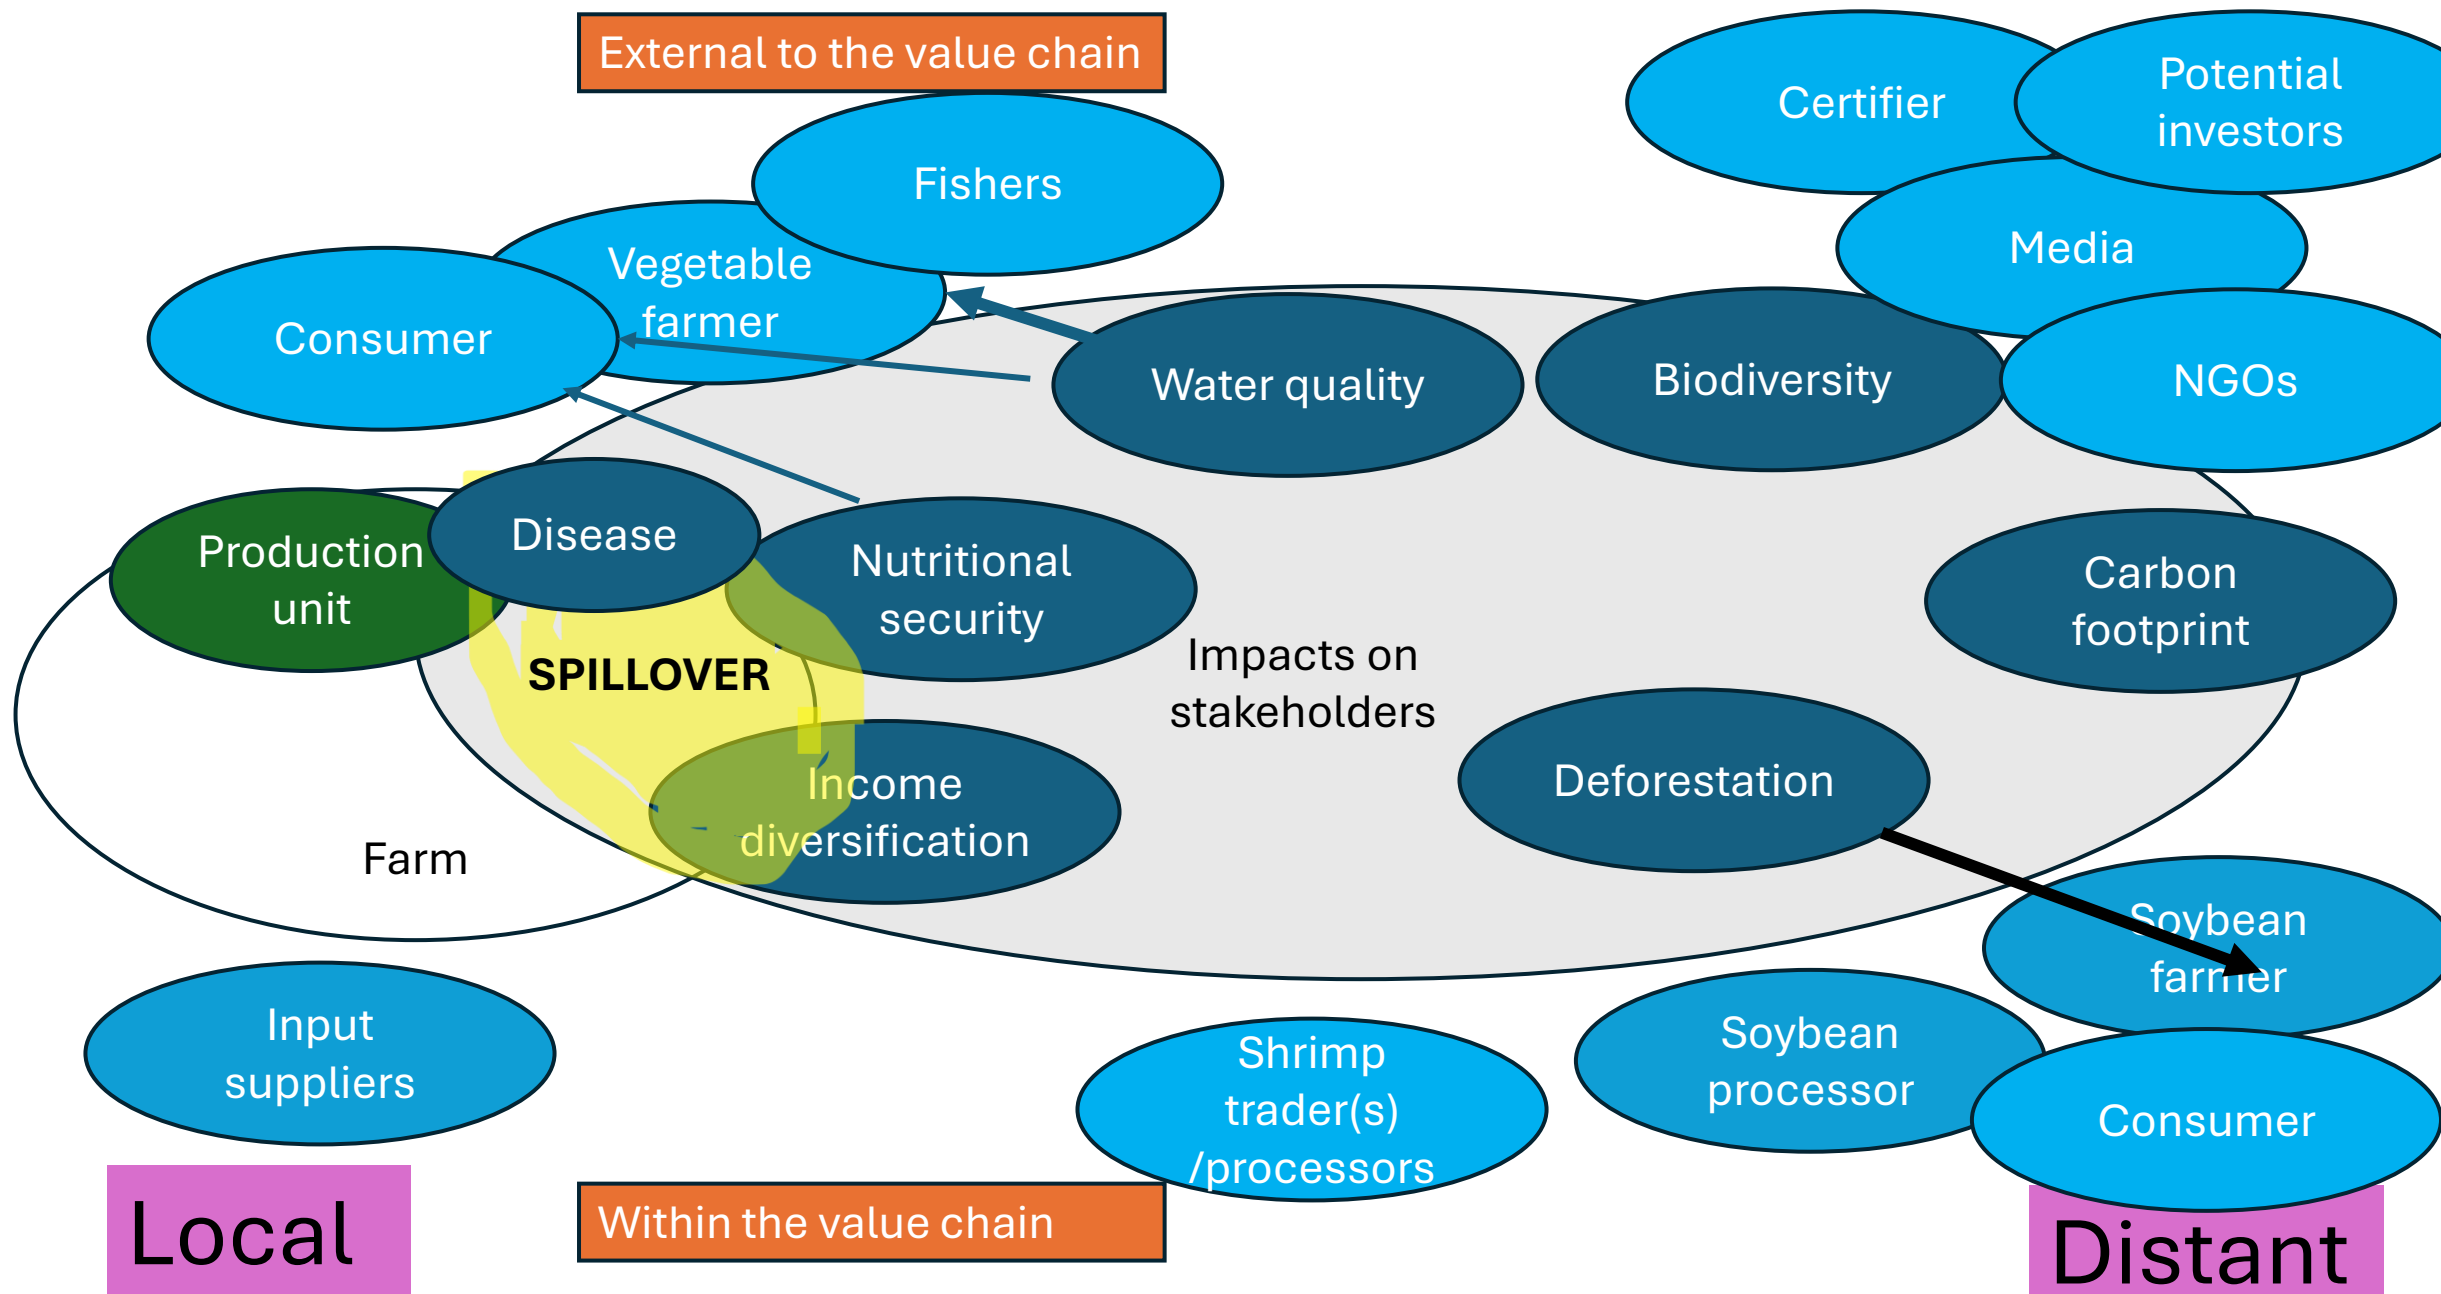 External to the value chain
Certifier
Potential
investors
Fishers
Media
Vegetable
farmer
Consumer
Water quality
Biodiversity
NGOs
Production
unit
Disease
Nutritional
security
Carbon
footprint
SPILLOVER
Impacts on
stakeholders
Income
diversification
Deforestation
Farm
Soybean
farmer
Input
suppliers
Shrimp
trader(s)
/processors
Soybean
processor
Consumer
Local
Within the value chain
Distant